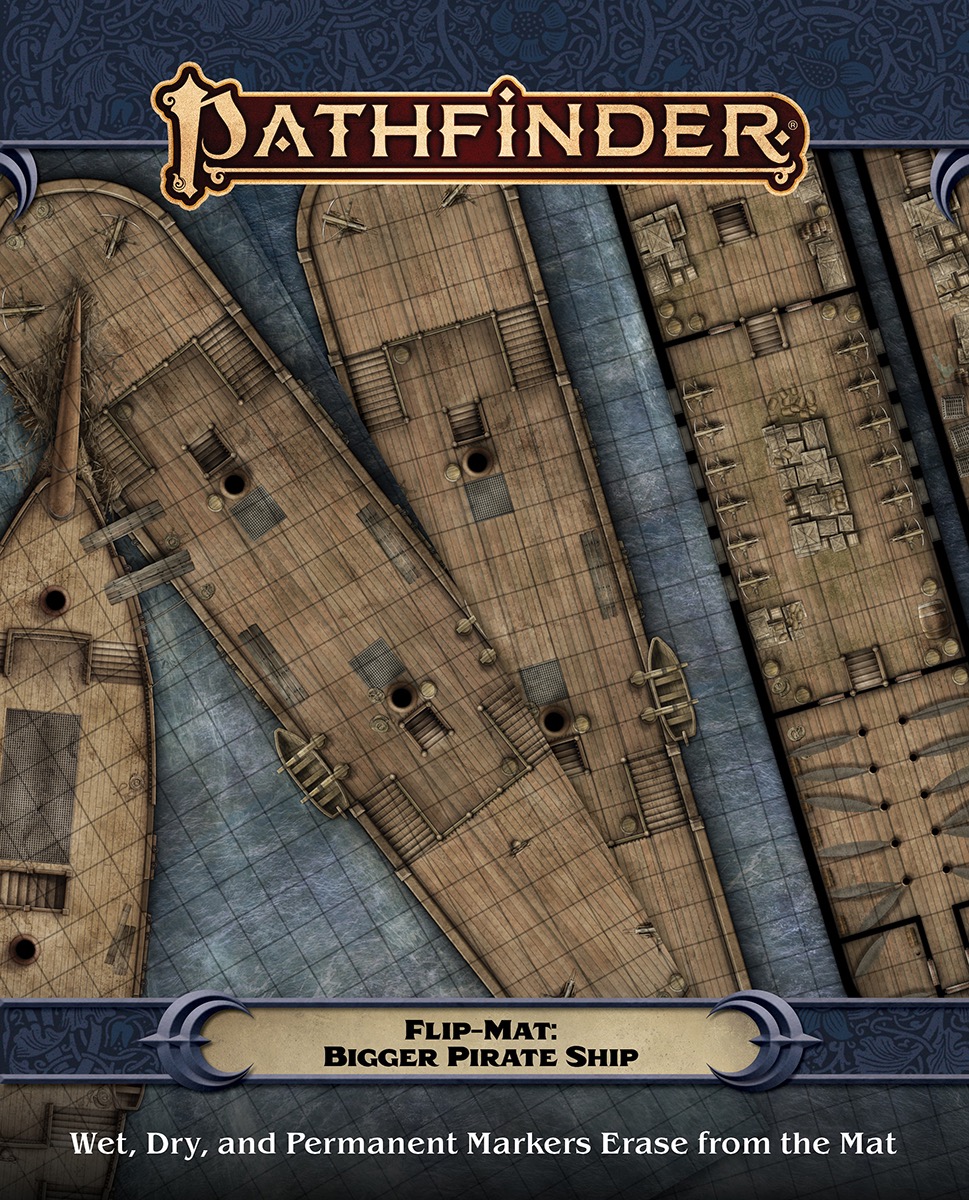 PATHFINDER®
FLIP-MAT:
BIGGER PIRATE SHIP
WET, DRY, AND PERMANENT MARKERS ERASE FROM THE MAT